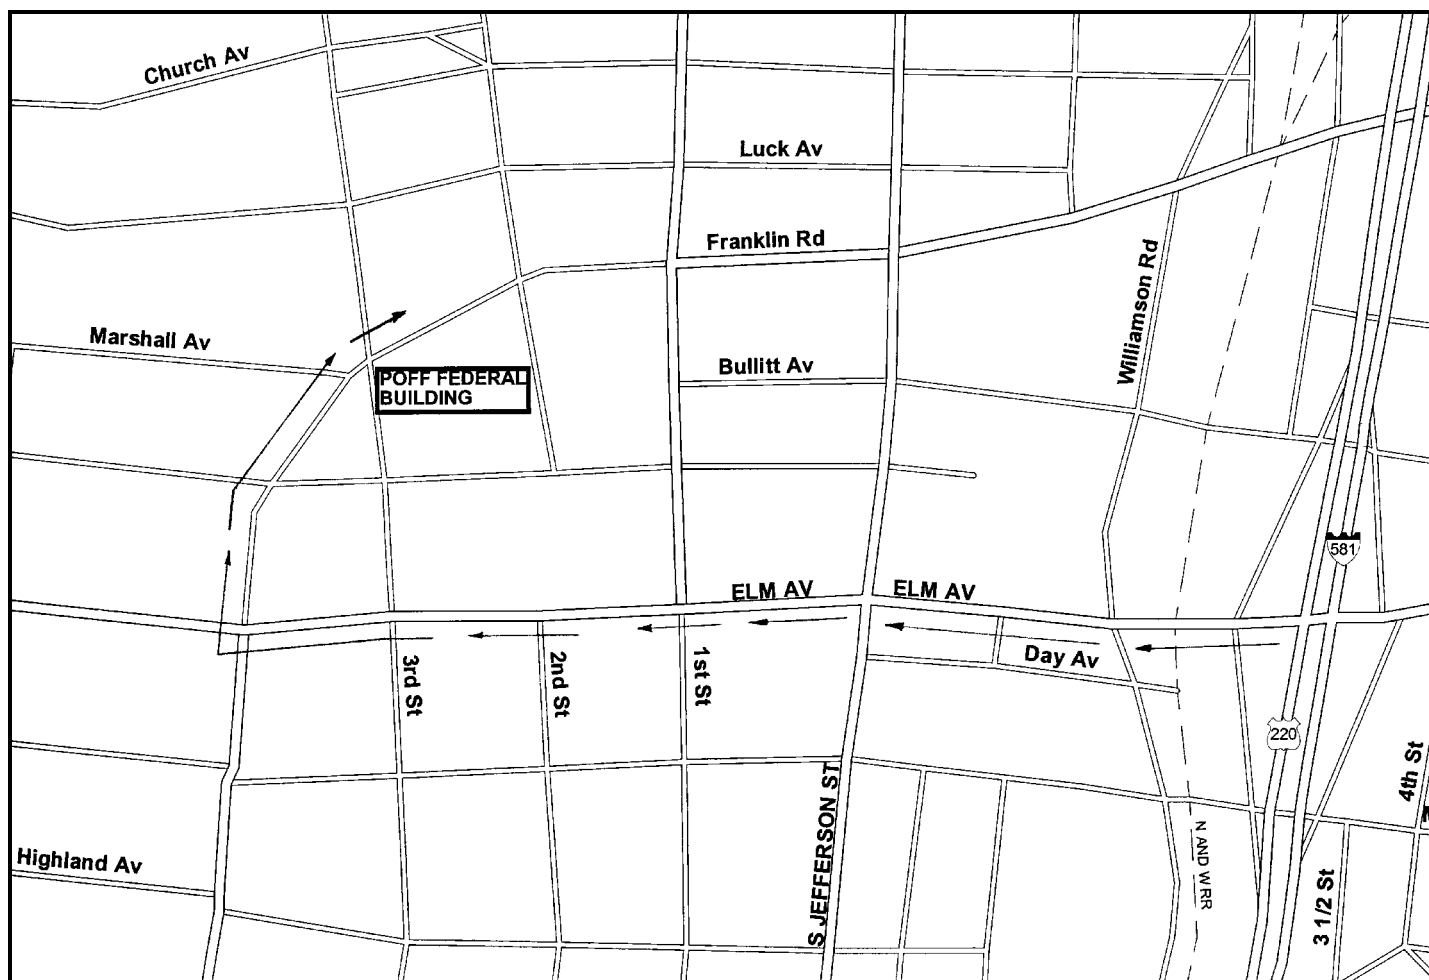 Church Av
Luck Av
Franklin Rd
Williamson Rd
Marshall Av
Bullitt Av
POFF FEDERAL
BUILDING
581
ELM AV
ELM AV
Day Av
3rd St
2nd St
1st St
220
4th St
S JEFFERSON ST
N AND W RR
Highland Av
3 1/2 St